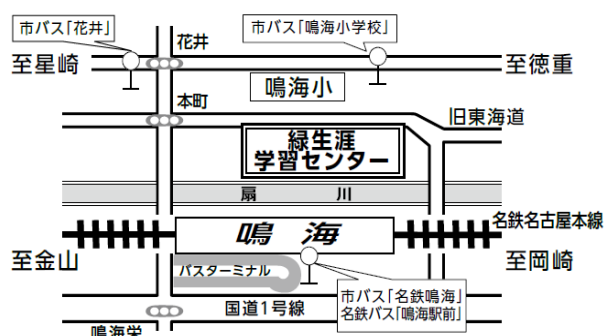 市バス「花井」
花井
市バス「鳴海小学校」
至星崎
至徳重
鳴海小
本町
旧東海道
緑生涯
学習センター
扇川
名鉄名古屋本線
鳴海
至金山
至岡崎
バスターミナル
市バス「名鉄鳴海」
名鉄バス「鳴海駅前」
国道1号線
鳴海栄